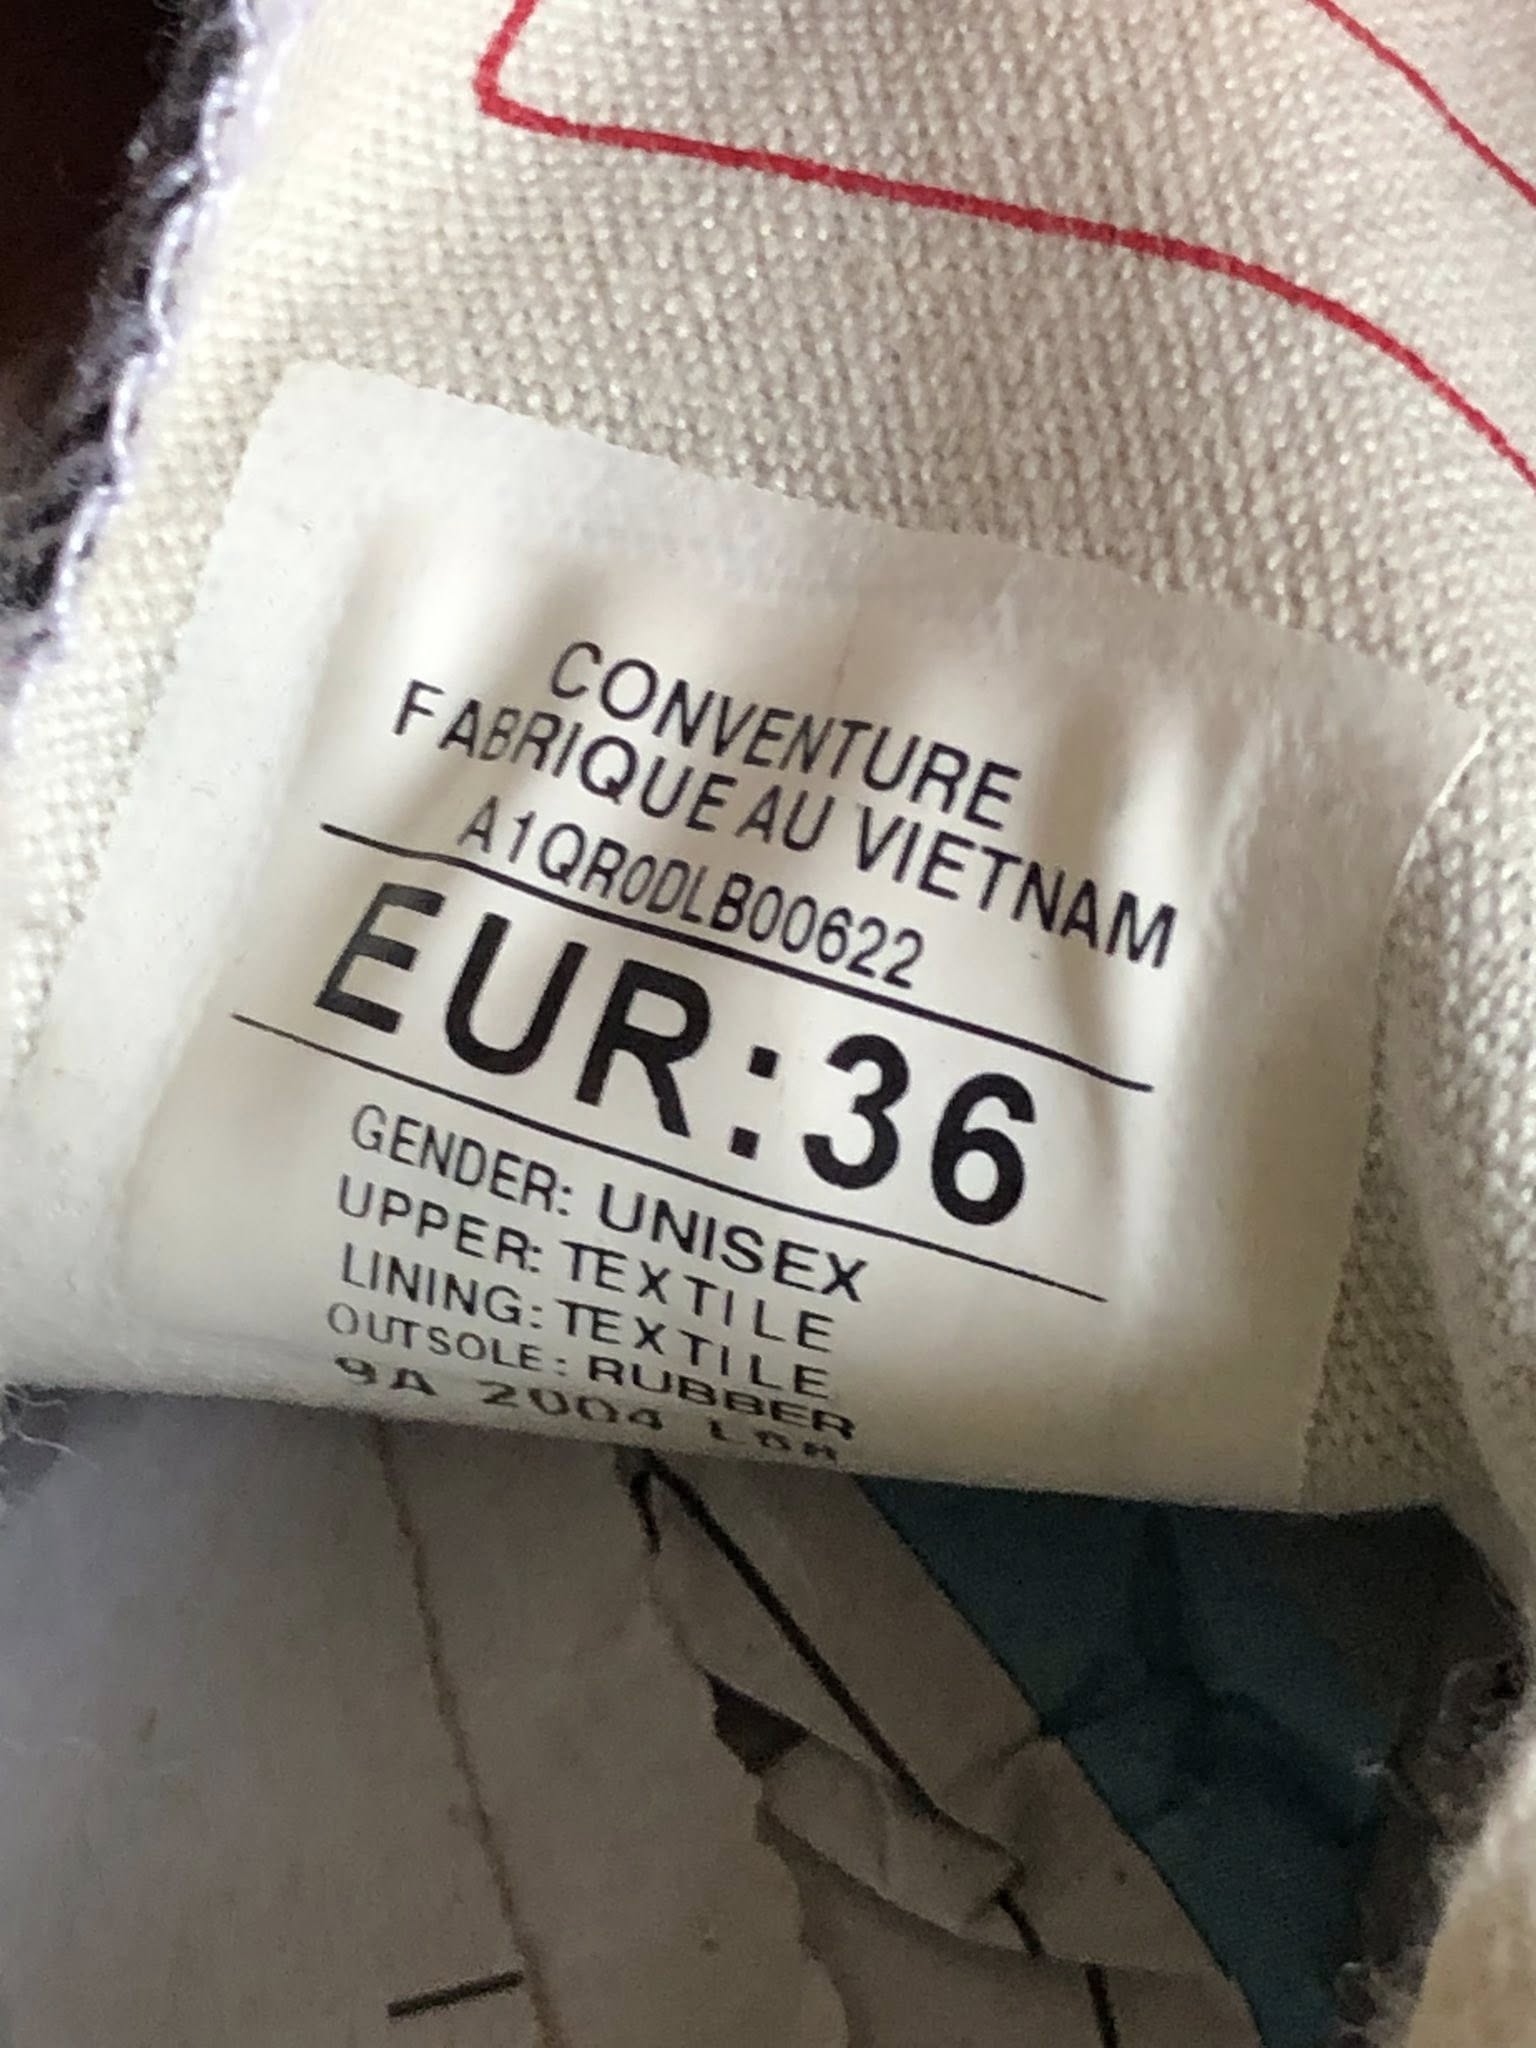 CONVENTURE
FABRIQUE AU VIETNAM
A1QR0DLB00622
EUR:36
GENDER: UNISEX
UPPER: TEXTILE
LINING: TEXTILE
OUTSOLE: RUBBER
9A 2004